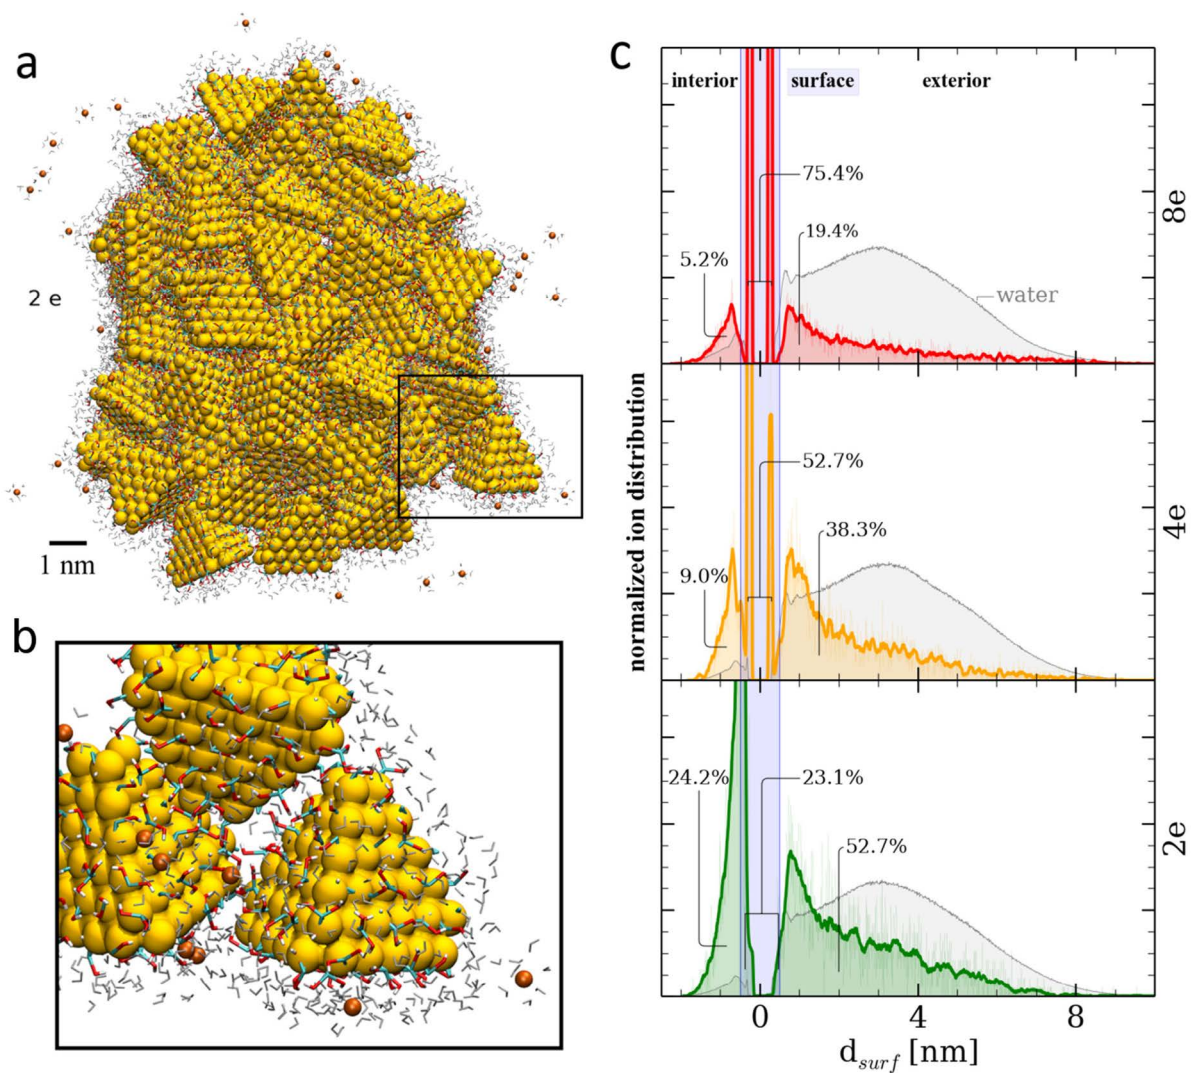 a
2 e
1 nm
b
c
interior surface exterior
75.4%
19.4%
5.2%
water
8e
52.7%
38.3%
9.0%
4e
24.2%
23.1%
52.7%
2e
normalized ion distribution
0 4 8
d_surf [nm]